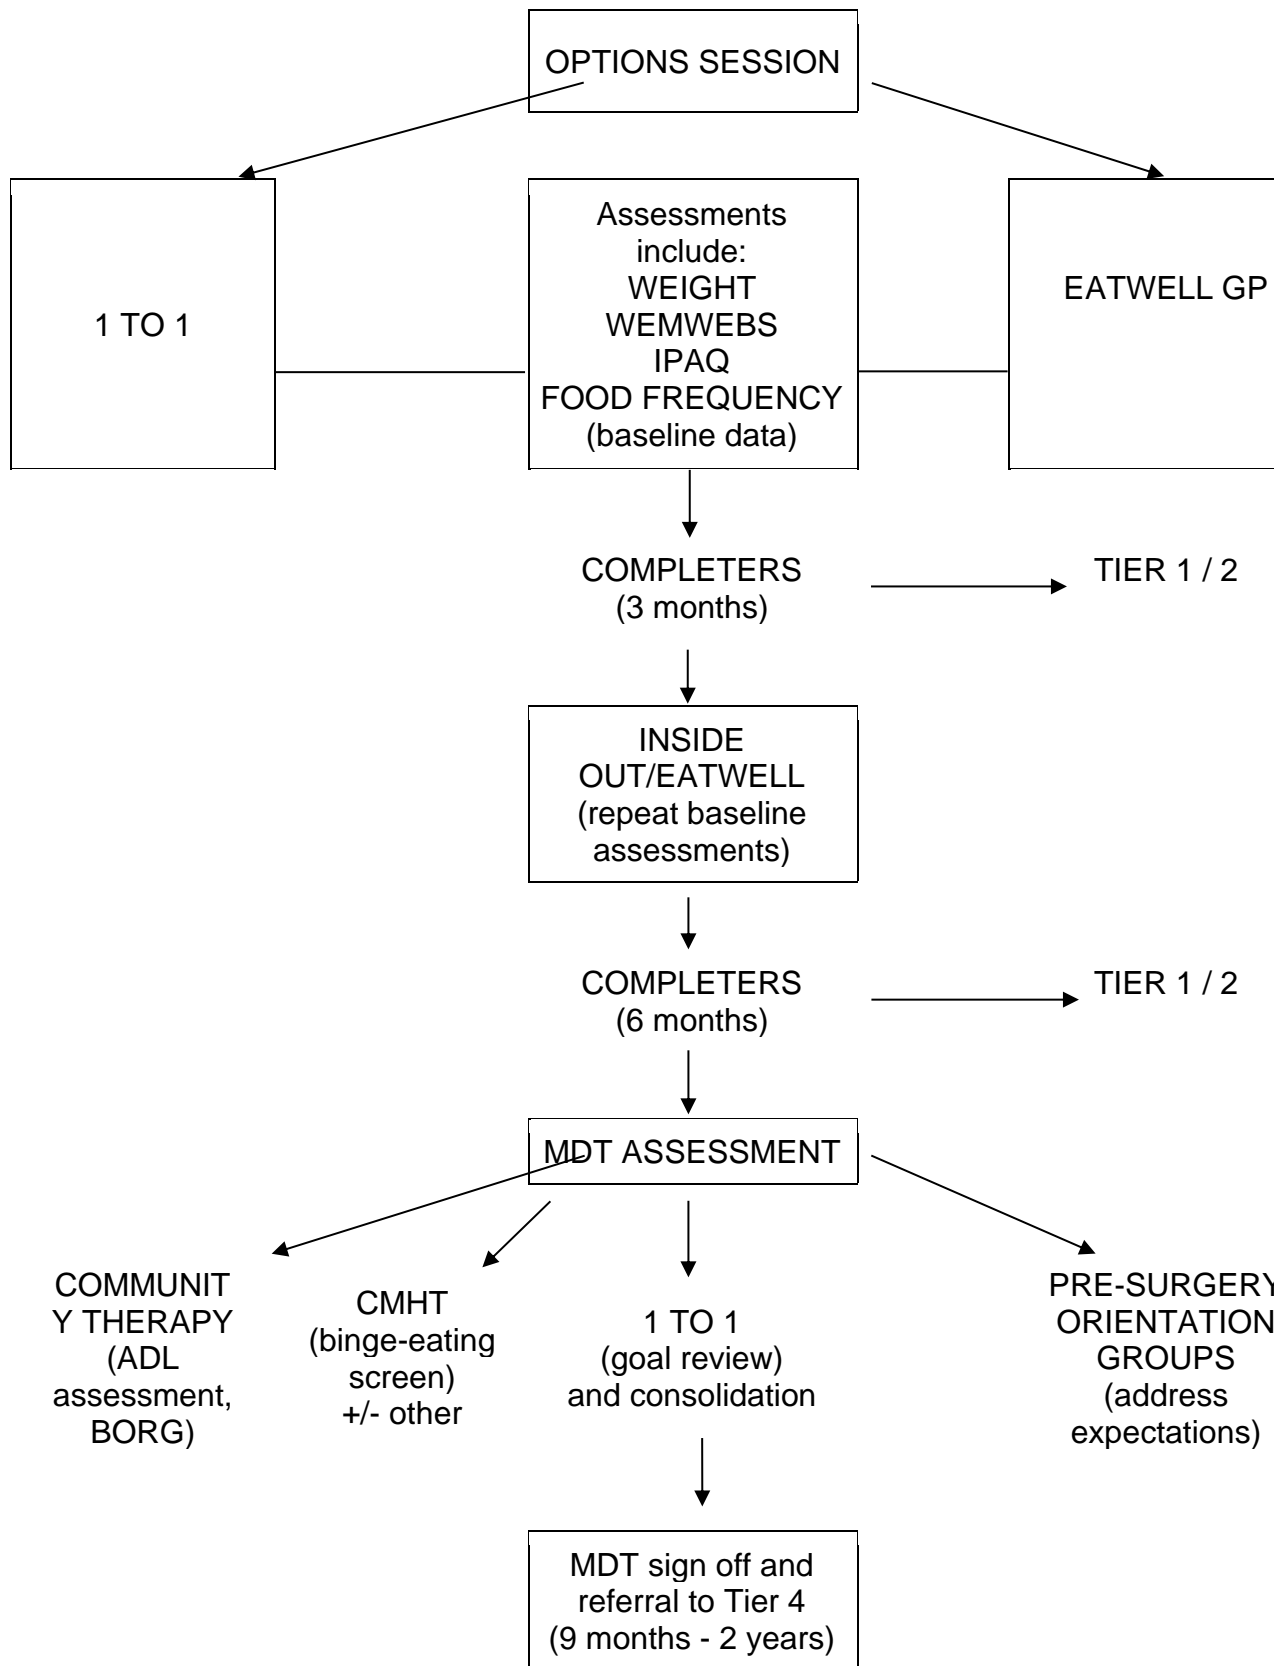 OPTIONS SESSION
1 TO 1
Assessments
include:
WEIGHT
WEMWEBS
IPAQ
FOOD FREQUENCY
(baseline data)
EATWELL GP
COMPLETERS
(3 months)
TIER 1 / 2
INSIDE
OUT/EATWELL
(repeat baseline
assessments)
COMPLETERS
(6 months)
TIER 1 / 2
MDT ASSESSMENT
COMMUNIT
Y THERAPY
(ADL
assessment,
BORG)
CMHT
(binge-eating
screen)
+/- other
1 TO 1
(goal review)
and consolidation
PRE-SURGERY
ORIENTATION
GROUPS
(address
expectations)
MDT sign off and
referral to Tier 4
(9 months - 2 years)